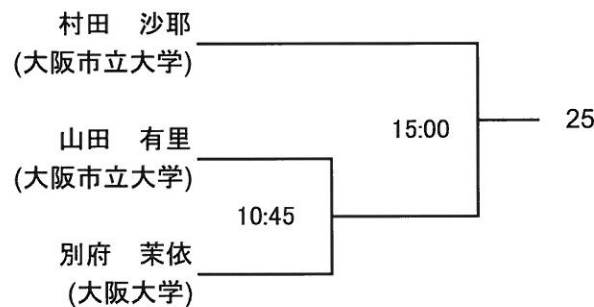 村田　沙耶
(大阪市立大学)
15:00
25
山田　有里
(大阪市立大学)
10:45
別府　茉依
(大阪大学)